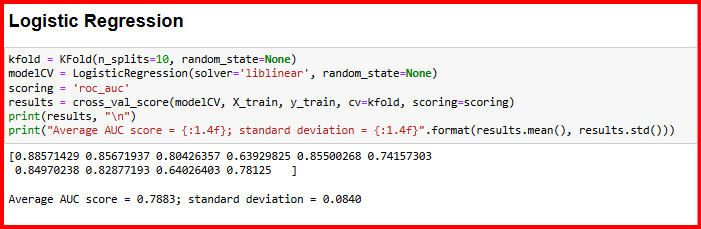 Logistic Regression
kfold = KFold(n_splits=10, random_state=None)
modelCV = LogisticRegression(solver='liblinear', random_state=None)
scoring = 'roc_auc'
results = cross_val_score(modelCV, X_train, y_train, cv=kfold, scoring=scoring)
print(results, "\n")
print("Average AUC score = {:1.4f}; standard deviation = {:1.4f}".format(results.mean(), results.std()))
[0.88571429 0.85671937 0.80426357 0.63929825 0.85500268 0.74157303
 0.84970238 0.82877193 0.64026403 0.78125   ]
Average AUC score = 0.7883; standard deviation = 0.0840